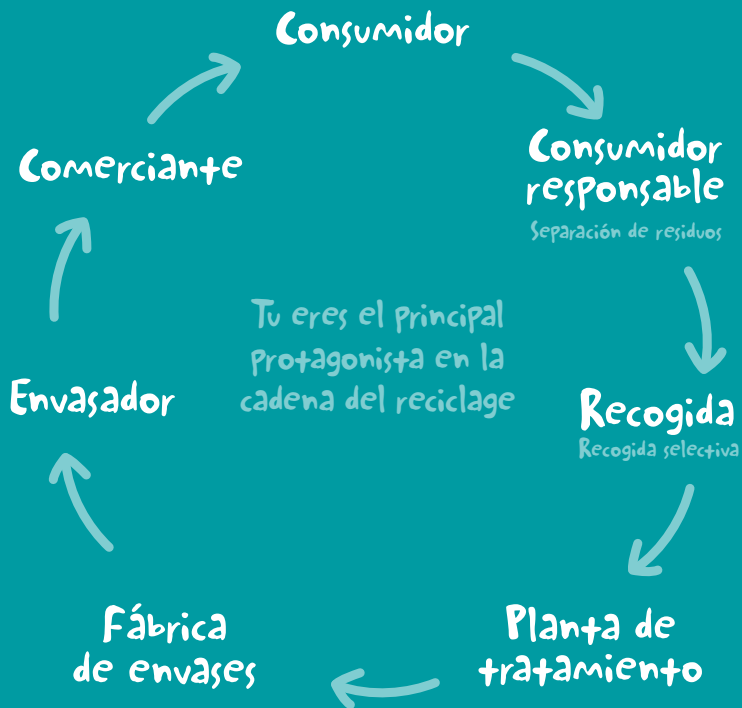 Consumidor
Consumidor
responsable
Separación de residuos
Recogida
Recogida selectiva
Planta de
tratamiento
Fábrica
de envases
Envasador
Comerciante
Tu eres el principal
protagonista en la
cadena del reciclage